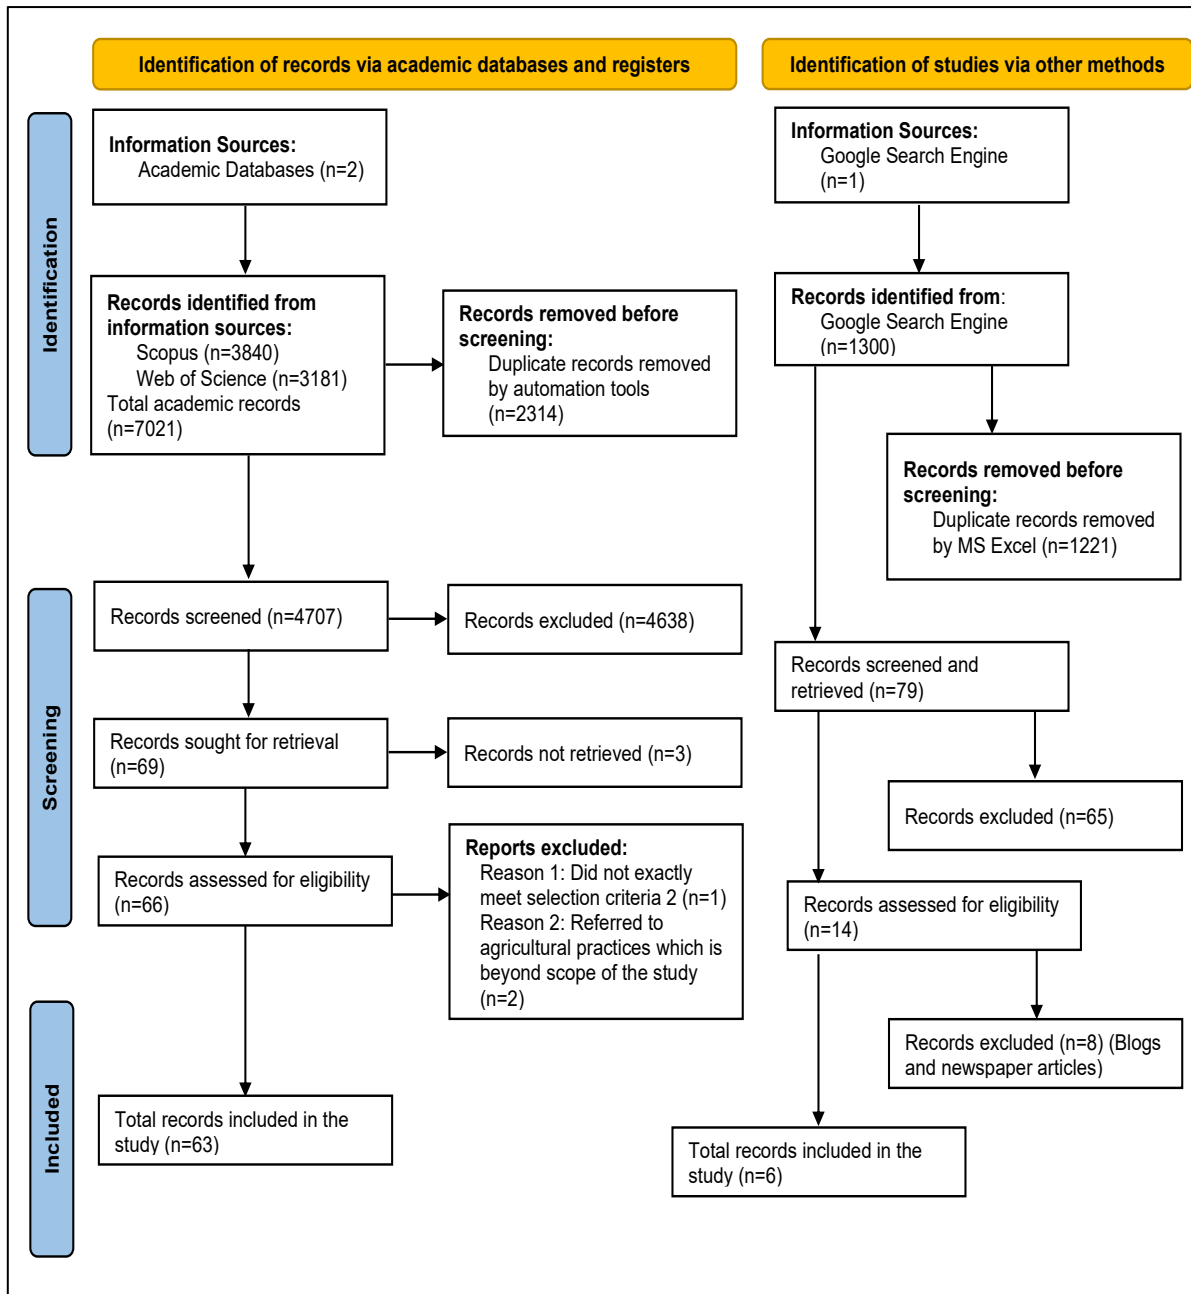 Identification of records via academic databases and registers
Identification of studies via other methods
Identification
Information Sources:
Academic Databases (n=2)
Records identified from
information sources:
Scopus (n=3840)
Web of Science (n=3181)
Total academic records
(n=7021)
Records removed before
screening:
Duplicate records removed
by automation tools
(n=2314)
Information Sources:
Google Search Engine
(n=1)
Records identified from:
Google Search Engine
(n=1300)
Records removed before
screening:
Duplicate records removed
by MS Excel (n=1221)
Screening
Records screened (n=4707)
Records excluded (n=4638)
Records sought for retrieval
(n=69)
Records not retrieved (n=3)
Records assessed for eligibility
(n=66)
Reports excluded:
Reason 1: Did not exactly
meet selection criteria 2 (n=1)
Reason 2: Referred to
agricultural practices which is
beyond scope of the study
(n=2)
Records screened and
retrieved (n=79)
Records excluded (n=65)
Records assessed for eligibility
(n=14)
Records excluded (n=8) (Blogs
and newspaper articles)
Included
Total records included in the
study (n=63)
Total records included in the
study (n=6)